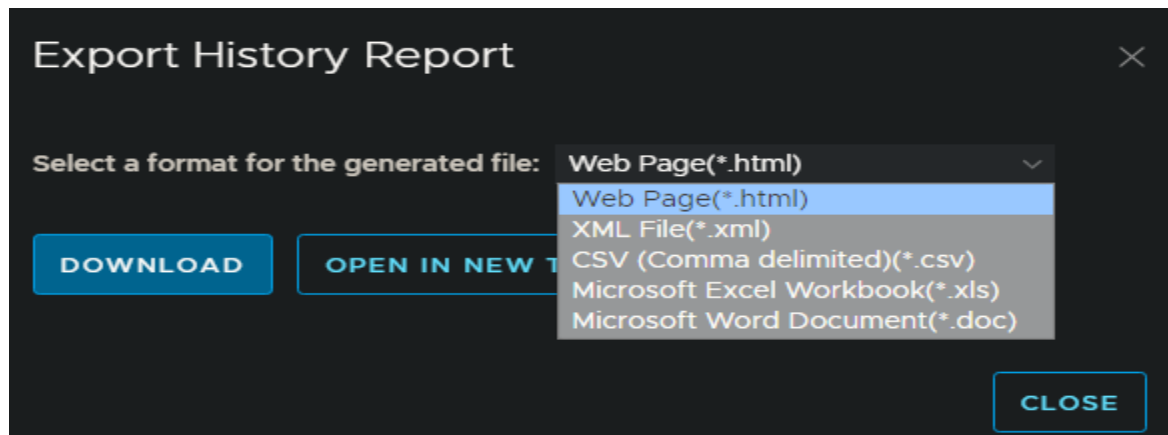 Export History Report
Select a format for the generated file: Web Page(*.html)
Web Page(*.html)
XML File(*.xml)
DOWNLOAD OPEN IN NEW T CSV (Comma delimited)(*.csv)
Microsoft Excel Workbook(*.xls)
Microsoft Word Document(*.doc)
CLOSE